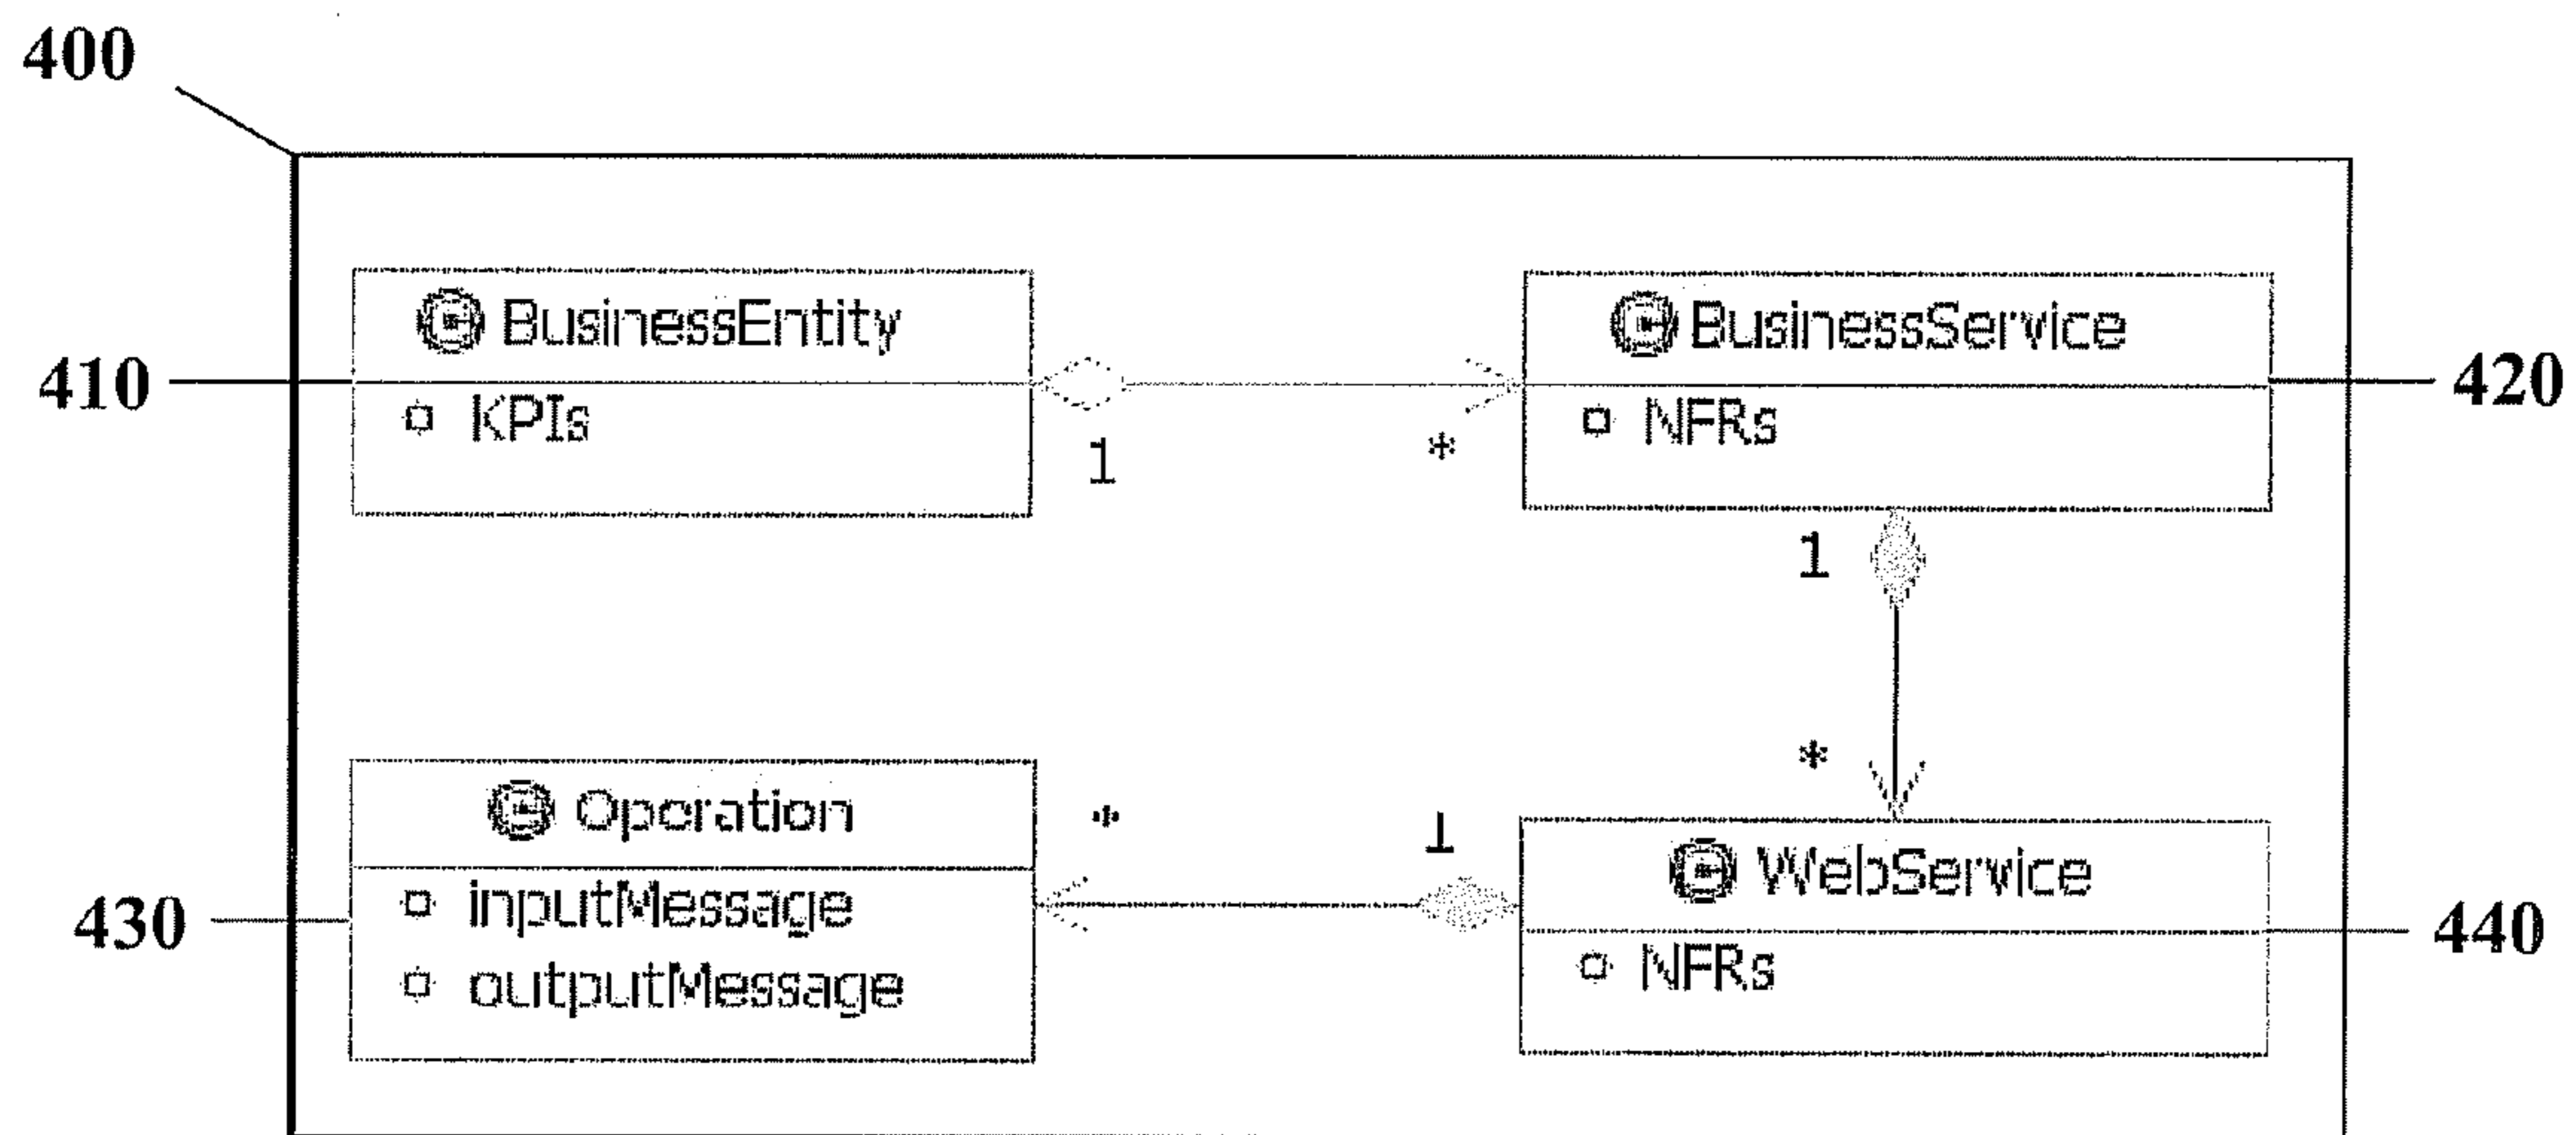 400
BusinessEntity
BusinessService
410
420
KPIs
NFRs
1
*
1
*
Operation
*
1
WebService
430
inputMessage
440
outputMessage
NFRs